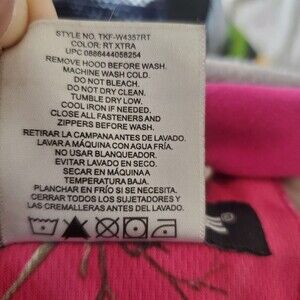 STYLE NO. TKF-W4357RT
COLOR: RT XTRA
UPC 0886444058254
REMOVE HOOD BEFORE WASH.
MACHINE WASH COLD.
DO NOT BLEACH.
DO NOT DRY CLEAN.
TUMBLE DRY LOW.
COOL IRON IF NEEDED.
CLOSE ALL FASTENERS AND
ZIPPERS BEFORE WASH.
RETIRAR LA CAMPANA ANTES DE LAVADO.
LAVAR A MÁQUINA CON AGUA FRÍA.
NO USAR BLANQUEADOR.
EVITAR LAVADO EN SECO.
SECAR EN MÁQUINA A
TEMPERATURA BAJA.
PLANCHAR EN FRÍO SI SE NECESITA.
CERRAR TODOS LOS SUJETADORES Y
LAS CREMALLERAS ANTES DEL LAVADO.